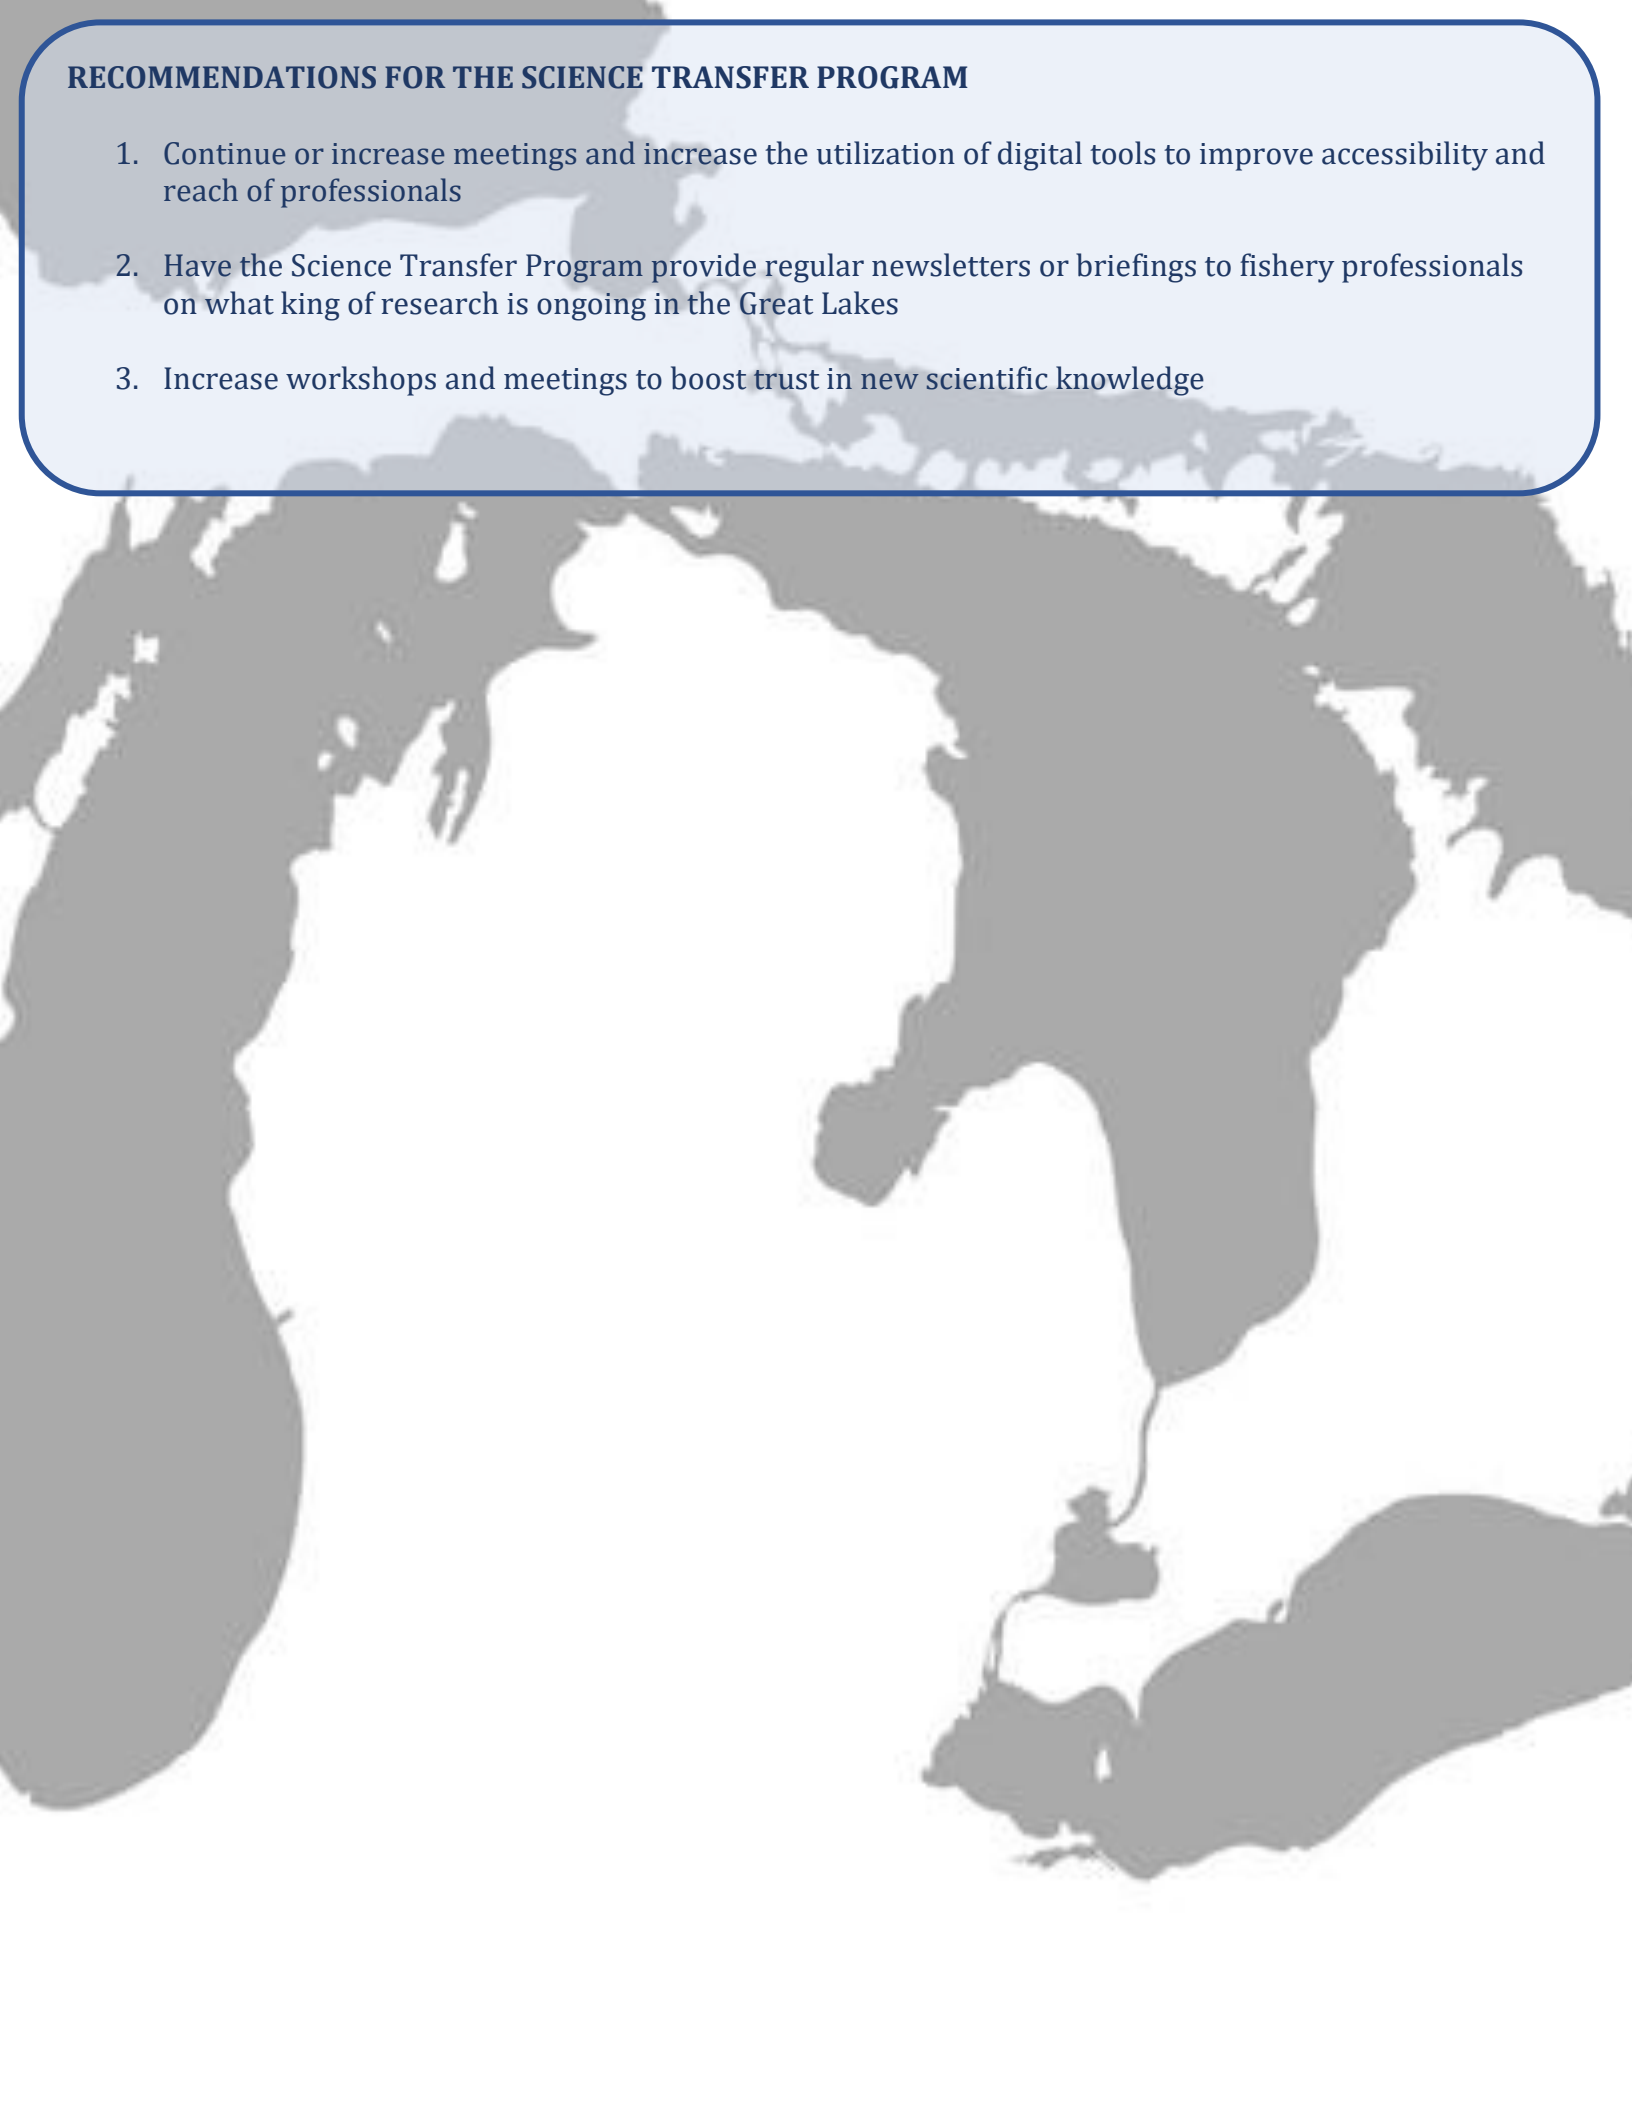 RECOMMENDATIONS FOR THE SCIENCE TRANSFER PROGRAM
1. Continue or increase meetings and increase the utilization of digital tools to improve accessibility and
reach of professionals
2. Have the Science Transfer Program provide regular newsletters or briefings to fishery professionals
on what king of research is ongoing in the Great Lakes
3. Increase workshops and meetings to boost trust in new scientific knowledge